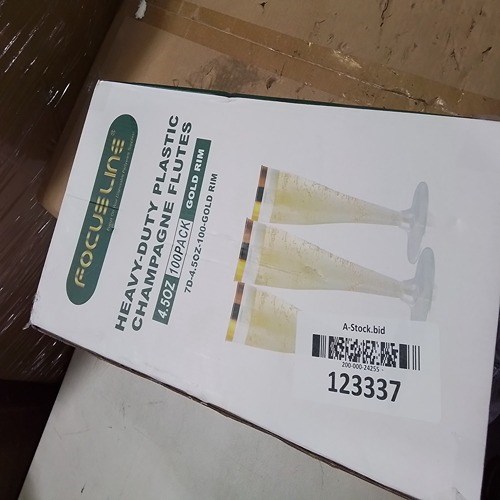 FOCUSLINE®
HEAVY-DUTY PLASTIC
CHAMPAGNE FLUTES
4.5OZ 100PACK GOLD RIM
7D-4.5OZ-100-GOLD RIM
A-Stock.bid
200-000-24255
123337